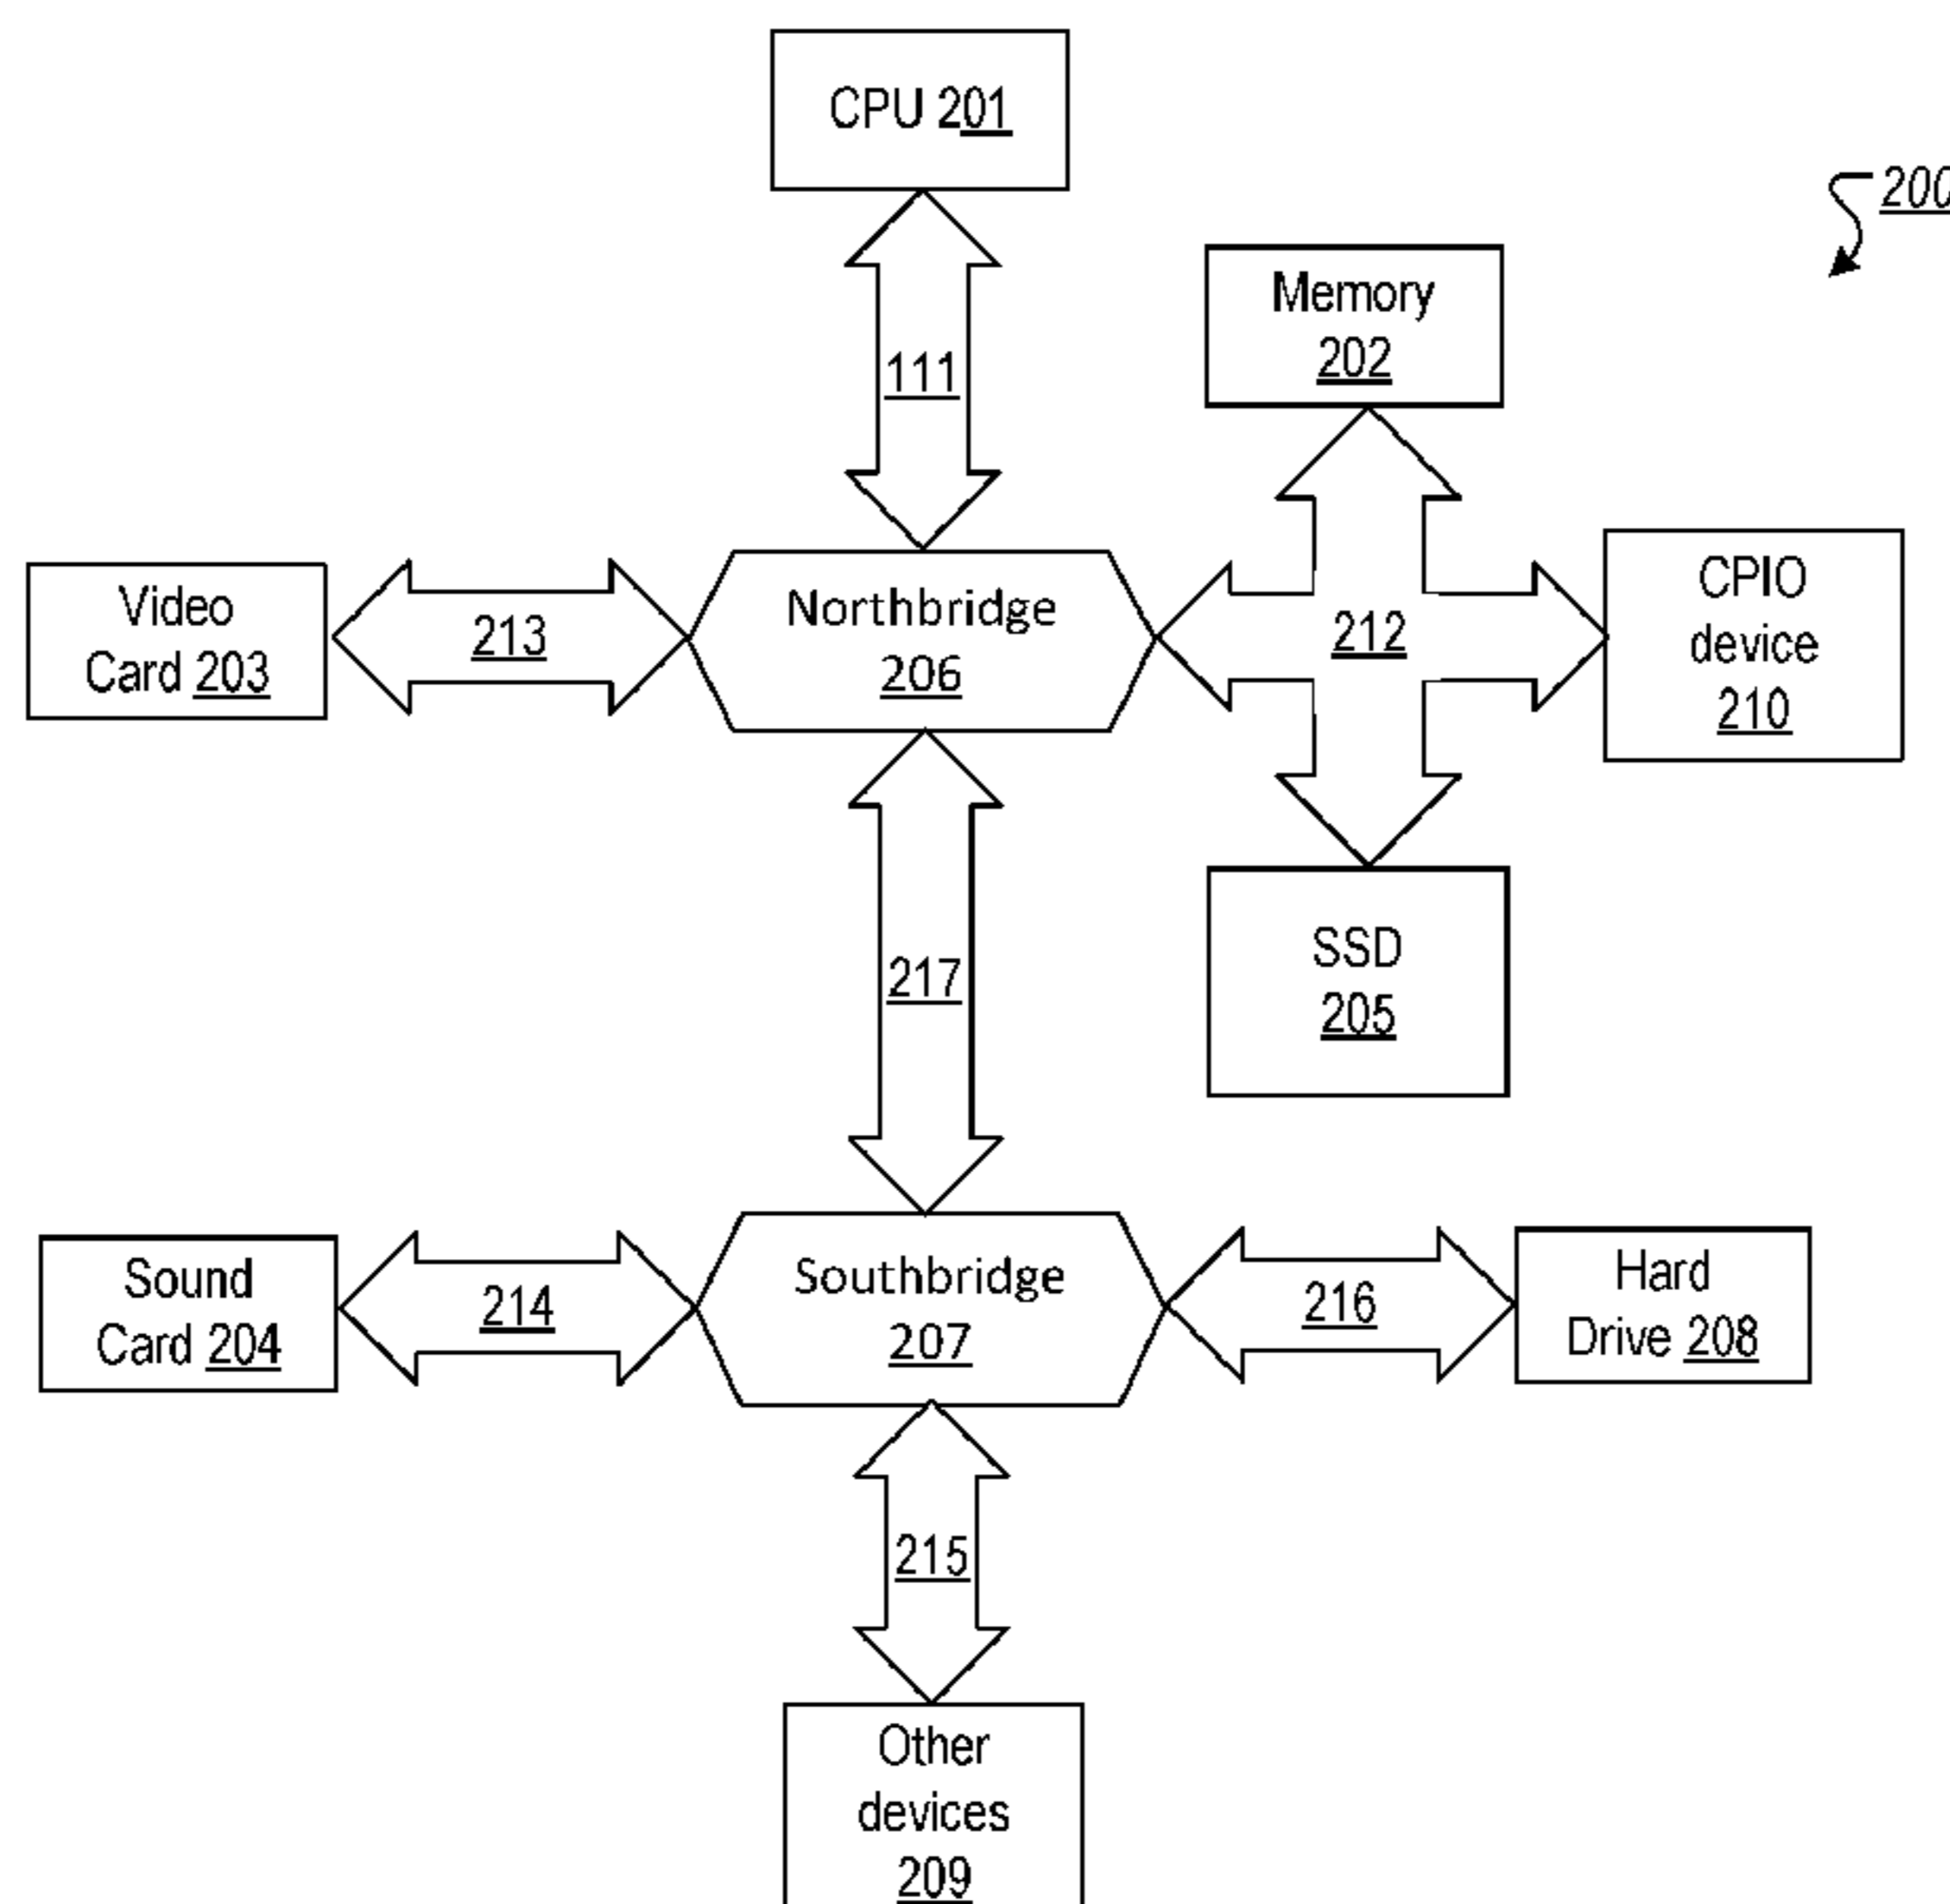 CPU 201
200
111
Memory
202
Video
Card 203
213
Northbridge
206
212
CPIO
device
210
217
SSD
205
Sound
Card 204
214
Southbridge
207
216
Hard
Drive 208
215
Other
devices
209